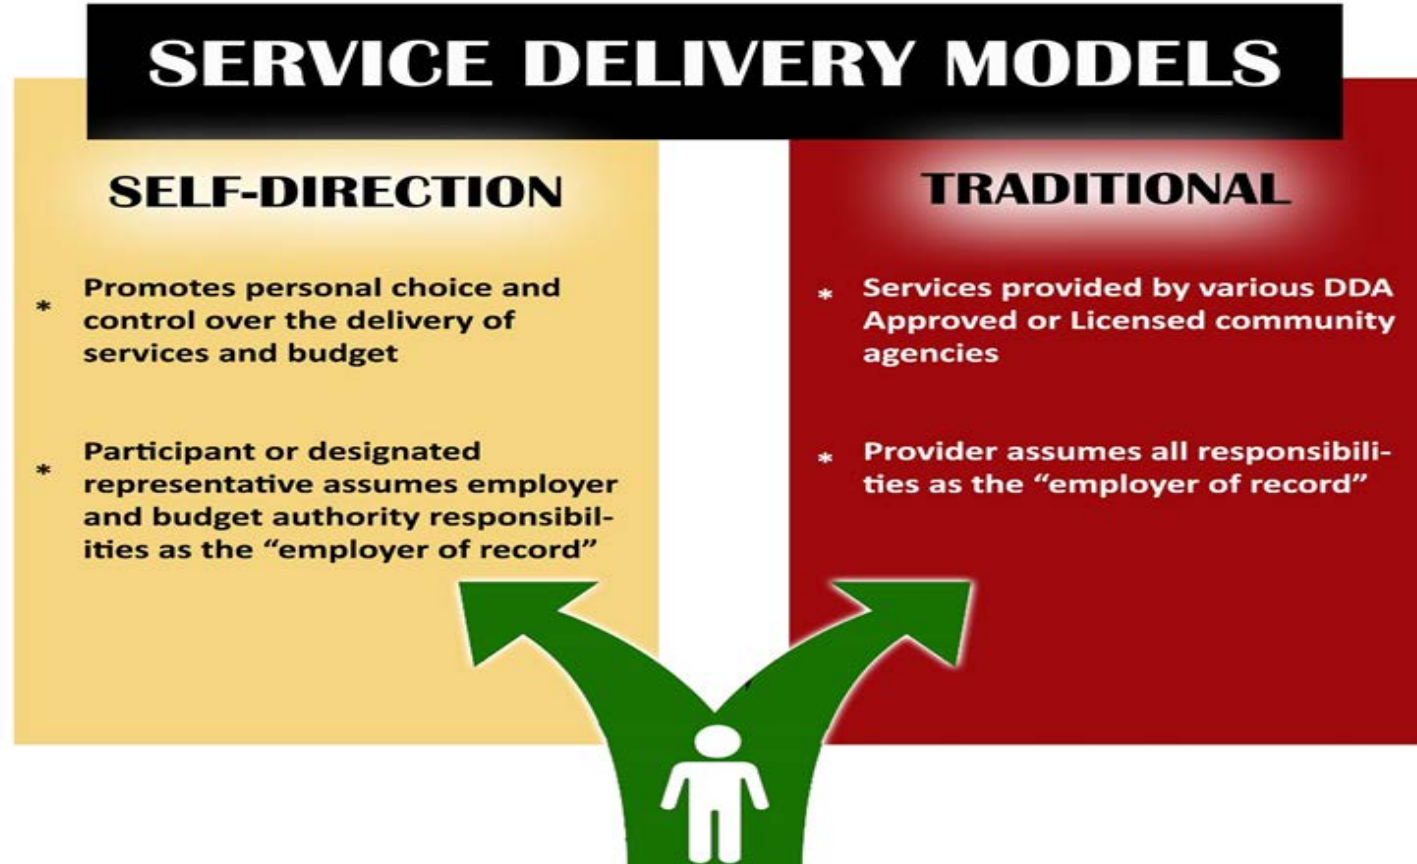 SERVICE DELIVERY MODELS
SELF-DIRECTION
* Promotes personal choice and
control over the delivery of
services and budget
* Participant or designated
representative assumes employer
and budget authority responsibil-
ities as the “employer of record”
TRADITIONAL
* Services provided by various DDA
Approved or Licensed community
agencies
* Provider assumes all responsibili-
ties as the “employer of record”